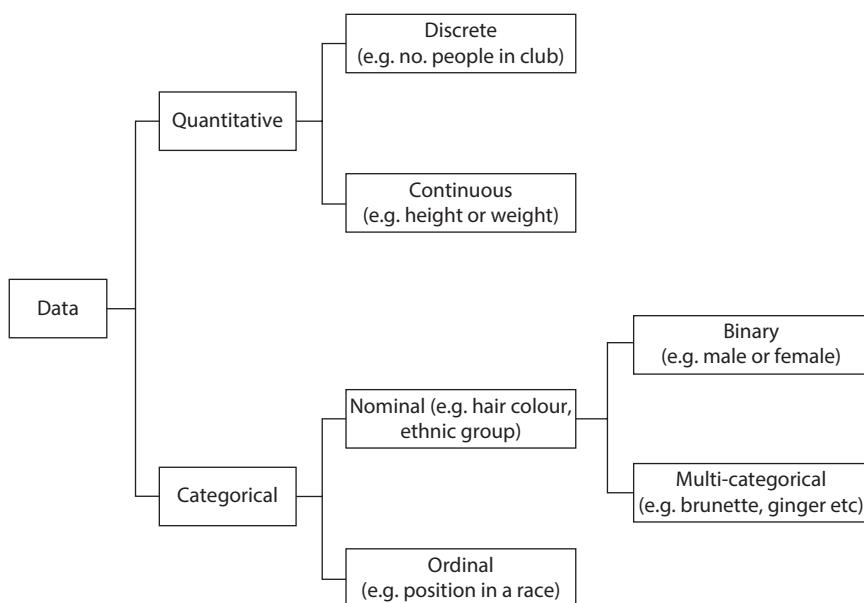 Data
Quantitative
Discrete
(e.g. no. people in club)
Continuous
(e.g. height or weight)
Categorical
Nominal (e.g. hair colour,
ethnic group)
Binary
(e.g. male or female)
Multi-categorical
(e.g. brunette, ginger etc)
Ordinal
(e.g. position in a race)